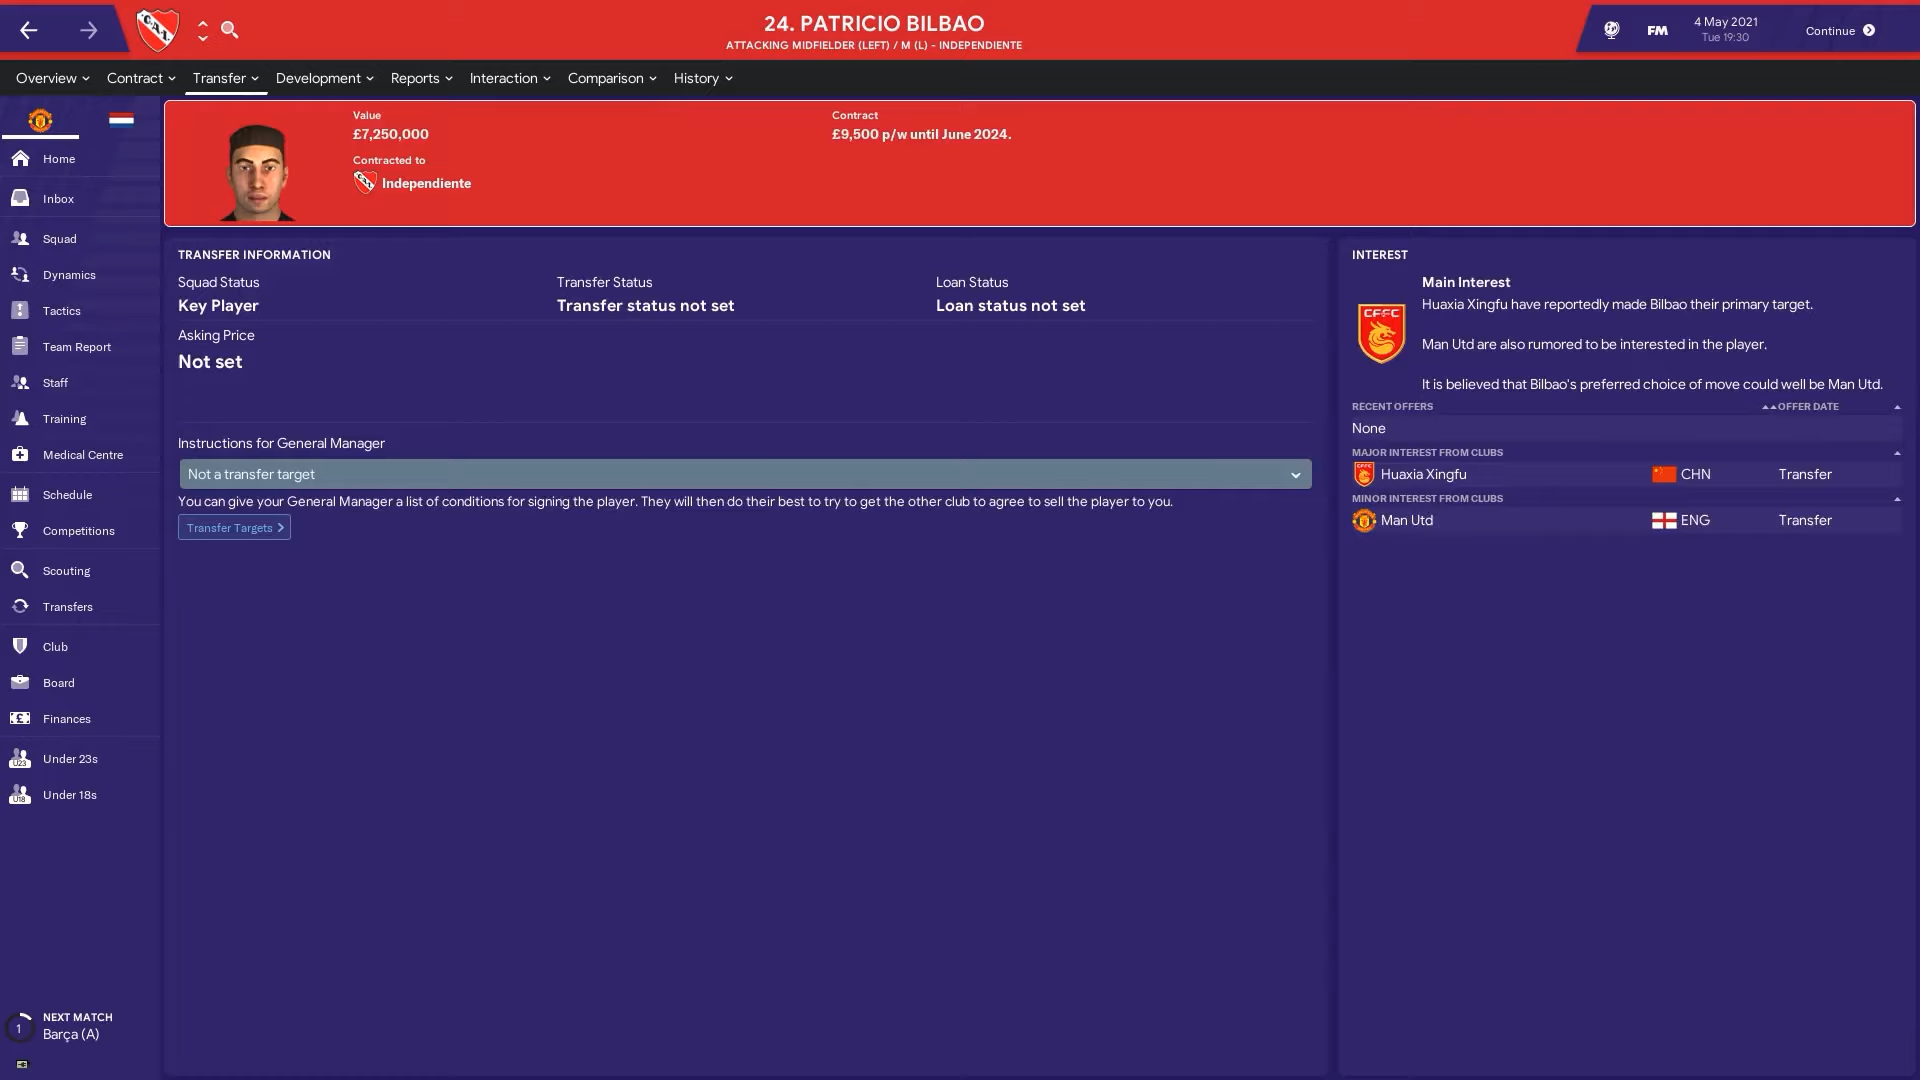 24. PATRICIO BILBAO
ATTACKING MIDFIELDER (LEFT) / M (L) - INDEPENDIENTE
FM
4 May 2021
Tue 19:30
Continue
Overview
Contract
Transfer
Development
Reports
Interaction
Comparison
History
Home
Inbox
Squad
Dynamics
Tactics
Team Report
Staff
Training
Medical Centre
Schedule
Competitions
Scouting
Transfers
Club
Board
Finances
U23
Under 23s
U18
Under 18s
NEXT MATCH
1
Barça (A)
Value
£7,250,000
Contracted to
Independiente
Contract
£9,500 p/w until June 2024.
TRANSFER INFORMATION
Squad Status
Key Player
Transfer Status
Transfer status not set
Loan Status
Loan status not set
Asking Price
Not set
Instructions for General Manager
Not a transfer target
You can give your General Manager a list of conditions for signing the player. They will then do their best to try to get the other club to agree to sell the player to you.
Transfer Targets
INTEREST
CFFC
Main Interest
Huaxia Xingfu have reportedly made Bilbao their primary target.
Man Utd are also rumored to be interested in the player.
It is believed that Bilbao's preferred choice of move could well be Man Utd.
RECENT OFFERS
OFFER DATE
None
MAJOR INTEREST FROM CLUBS
Huaxia Xingfu
CHN
Transfer
MINOR INTEREST FROM CLUBS
Man Utd
ENG
Transfer